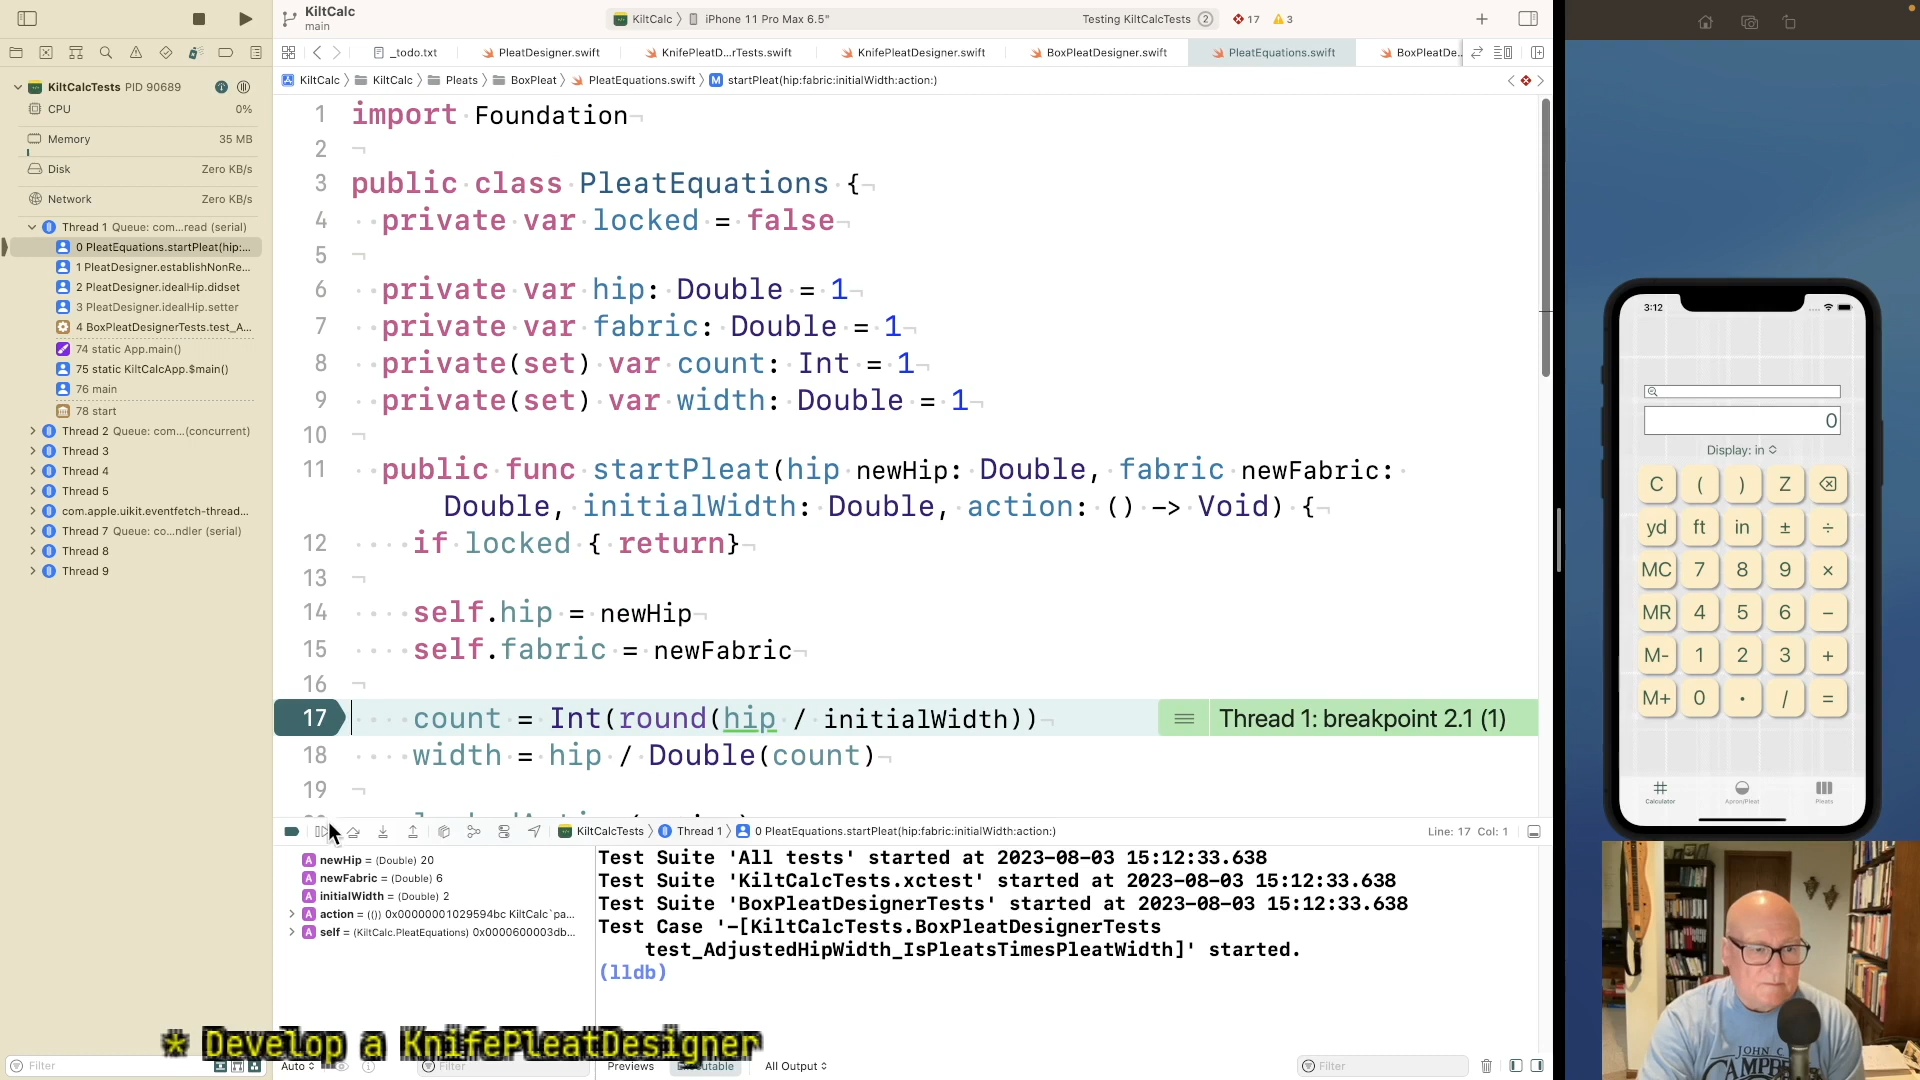 KiltCalc
main
KiltCalc
iPhone 11 Pro Max 6.5"
Testing KiltCalcTests
2
17
3
_todo.txt
PleatDesigner.swift
KnifePleatD...rTests.swift
KnifePleatDesigner.swift
BoxPleatDesigner.swift
PleatEquations.swift
BoxPleatDe..
KiltCalc
KiltCalc
Pleats
BoxPleat
PleatEquations.swift
M
startPleat(hip:fabric:initialWidth:action:)
KiltCalcTests PID 90689
CPU 0%
Memory 35 MB
Disk Zero KB/s
Network Zero KB/s
Thread 1 Queue: com...read (serial)
0 PleatEquations.startPleat(hip:...
1 PleatDesigner.establishNonRe...
2 PleatDesigner.idealHip.didset
3 PleatDesigner.idealHip.setter
4 BoxPleatDesignerTests.test_A...
74 static App.main()
75 static KiltCalcApp.$main()
76 main
78 start
Thread 2 Queue: com...(concurrent)
Thread 3
Thread 4
Thread 5
com.apple.uikit.eventfetch-thread...
Thread 7 Queue: co...ndler (serial)
Thread 8
Thread 9
Filter
1 import Foundation
2
3 public class PleatEquations {
4 private var locked = false
5
6 private var hip: Double = 1
7 private var fabric: Double = 1
8 private(set) var count: Int = 1
9 private(set) var width: Double = 1
10
11 public func startPleat(hip newHip: Double, fabric newFabric:
Double, initialWidth: Double, action: () -> Void) {
12 if locked { return}
13
14 self.hip = newHip
15 self.fabric = newFabric
16
17 count = Int(round(hip / initialWidth))
Thread 1: breakpoint 2.1 (1)
18 width = hip / Double(count)
19
KiltCalcTests
Thread 1
0 PleatEquations.startPleat(hip:fabric:initialWidth:action:)
Line: 17 Col: 1
A newHip = (Double) 20
A newFabric = (Double) 6
A initialWidth = (Double) 2
A action = (()) 0x00000001029594bc KiltCalc`pa...
A self = (KiltCalc.PleatEquations) 0x0000600003db...
Test Suite 'All tests' started at 2023-08-03 15:12:33.638
Test Suite 'KiltCalcTests.xctest' started at 2023-08-03 15:12:33.638
Test Suite 'BoxPleatDesignerTests' started at 2023-08-03 15:12:33.638
Test Case '-[KiltCalcTests.BoxPleatDesignerTests
test_AdjustedHipWidth_IsPleatsTimesPleatWidth]' started.
(lldb)
* Develop a KnifePleatDesigner
Auto
Filter
Previews
All Output
Filter
3:12
0
Display: in
C ( ) Z
yd ft in ± ÷
MC 7 8 9 ×
MR 4 5 6 −
M- 1 2 3 +
M+ 0 · / =
Calculator
Apron/Pleat
Pleats
JOHN C.
CAMPBELL